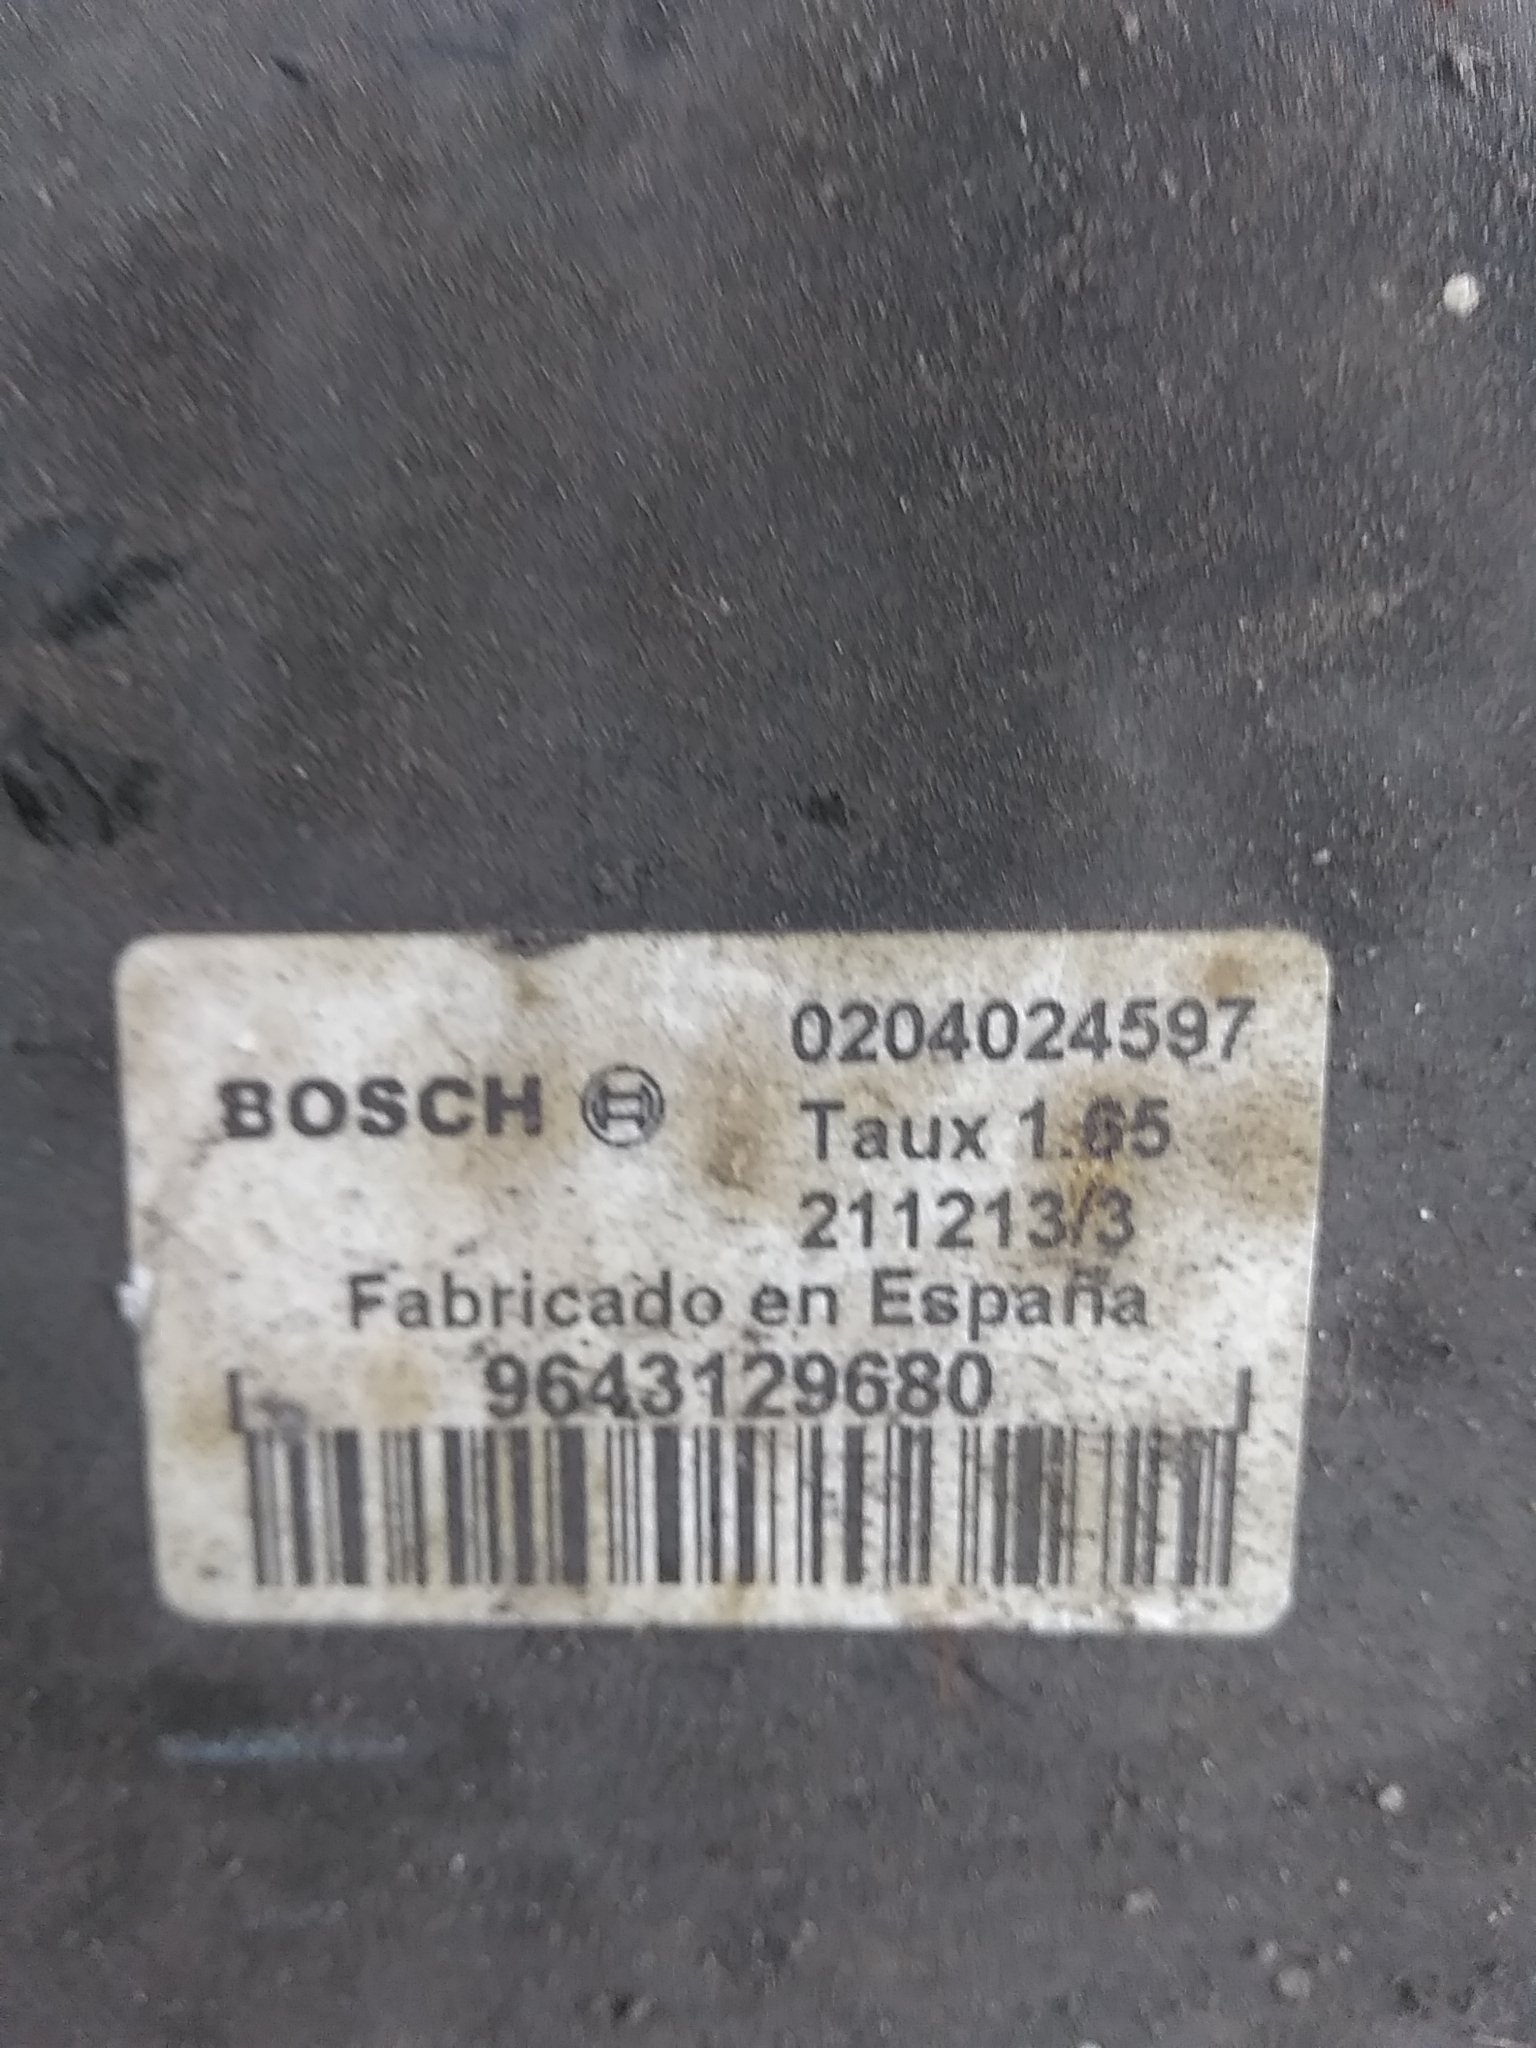 0204024597
BOSCH
Taux 1.65
211213/3
Fabricado en España
9643129680